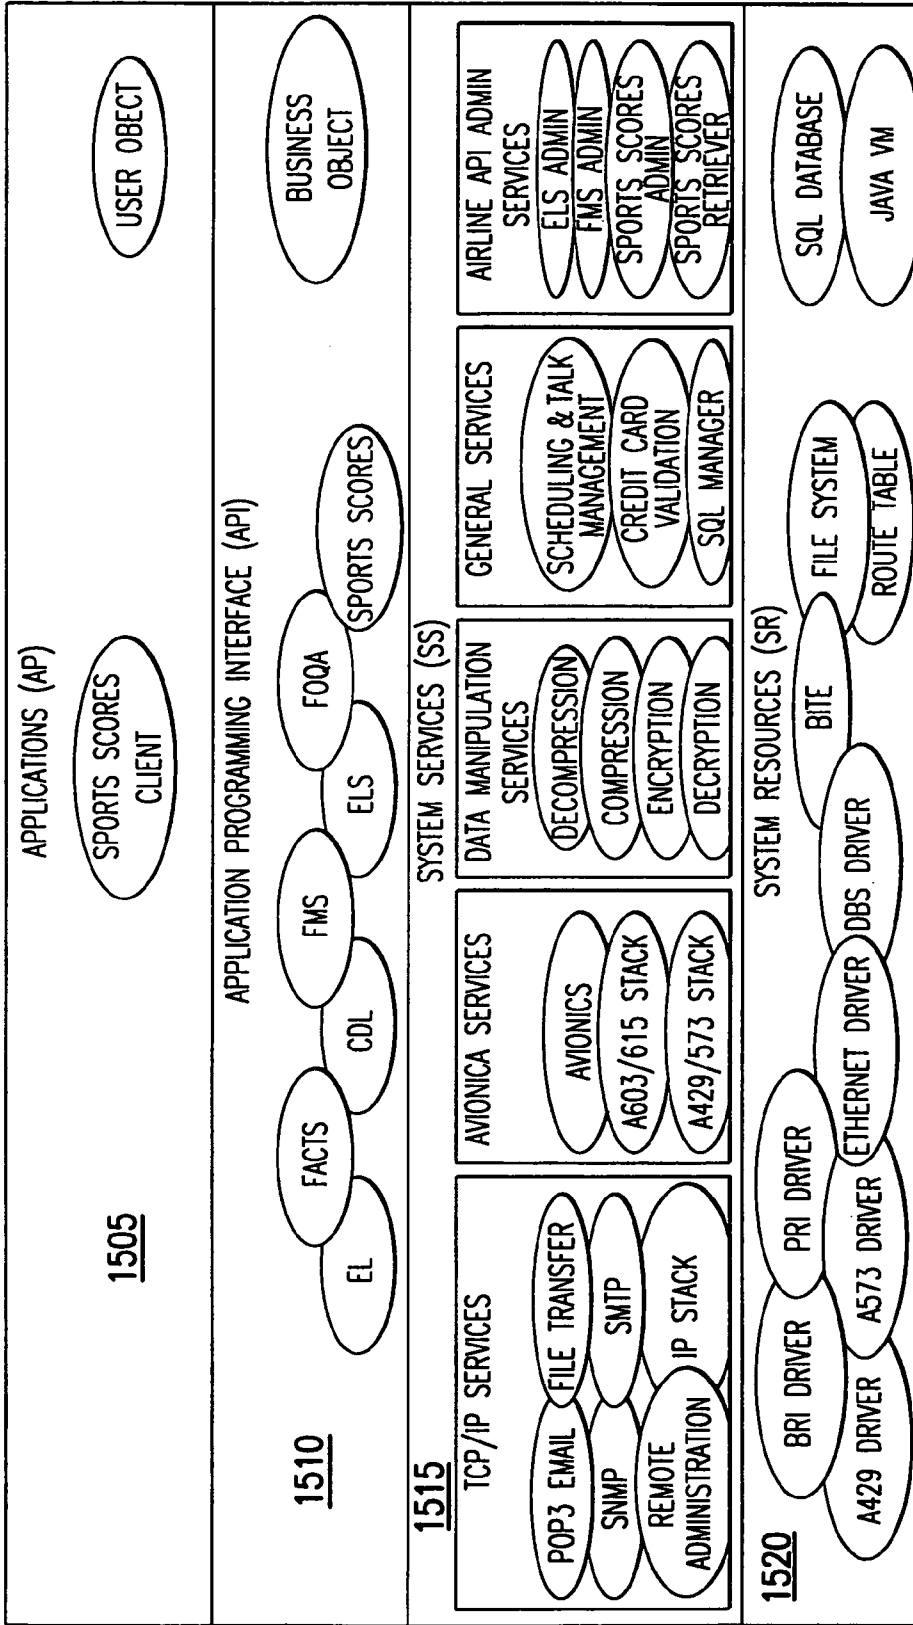 APPLICATIONS (AP)
1505
SPORTS SCORES
CLIENT
USER OBECT
APPLICATION PROGRAMMING INTERFACE (API)
1510
EL
FACTS
CDL
FMS
ELS
FOQA
SPORTS SCORES
BUSINESS
OBJECT
1515
SYSTEM SERVICES (SS)
TCP/IP SERVICES
POP3 EMAIL
FILE TRANSFER
SNMP
SMTP
REMOTE
ADMINISTRATION
IP STACK
AVIONICA SERVICES
AVIONICS
A603/615 STACK
A429/573 STACK
DATA MANIPULATION
SERVICES
DECOMPRESSION
COMPRESSION
ENCRYPTION
DECRYPTION
GENERAL SERVICES
SCHEDULING & TALK
MANAGEMENT
CREDIT CARD
VALIDATION
SQL MANAGER
AIRLINE API ADMIN
SERVICES
ELS ADMIN
FMS ADMIN
SPORTS SCORES
ADMIN
SPORTS SCORES
RETRIEVER
1520
SYSTEM RESOURCES (SR)
BRI DRIVER
PRI DRIVER
A429 DRIVER
A573 DRIVER
ETHERNET DRIVER
DBS DRIVER
BITE
FILE SYSTEM
ROUTE TABLE
SQL DATABASE
JAVA VM